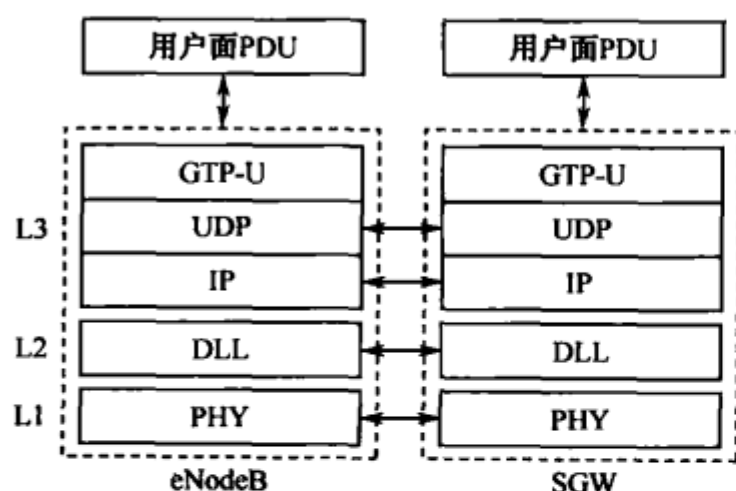 用户面PDU 用户面PDU
GTP-U GTP-U
L3 UDP UDP
IP IP
L2 DLL DLL
L1 PHY PHY
eNodeB SGW